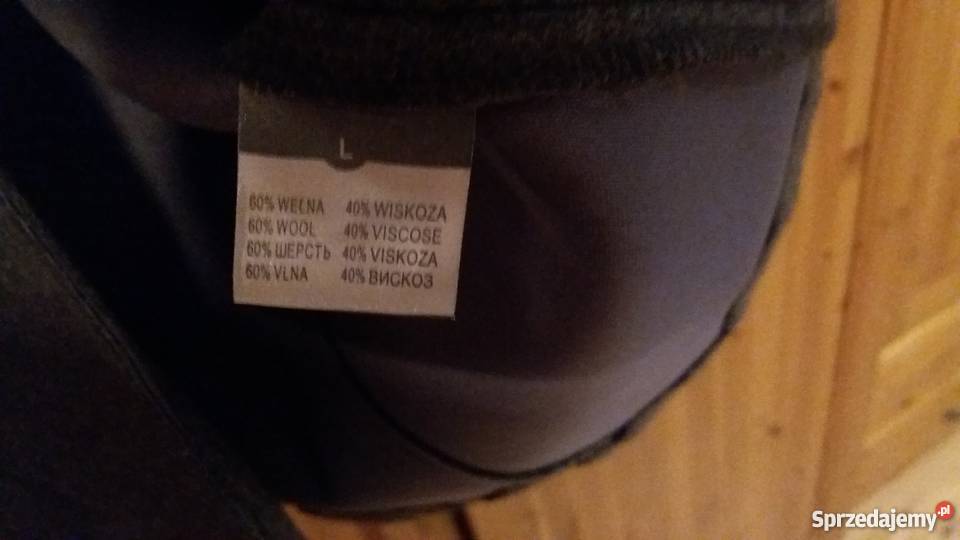 L
60% WEŁNA 40% WISKOZA
60% WOOL 40% VISCOSE
60% ШЕРСТЬ 40% VISKOZA
60% VLNA 40% ВИСКОЗ
Sprzedajemy.pl